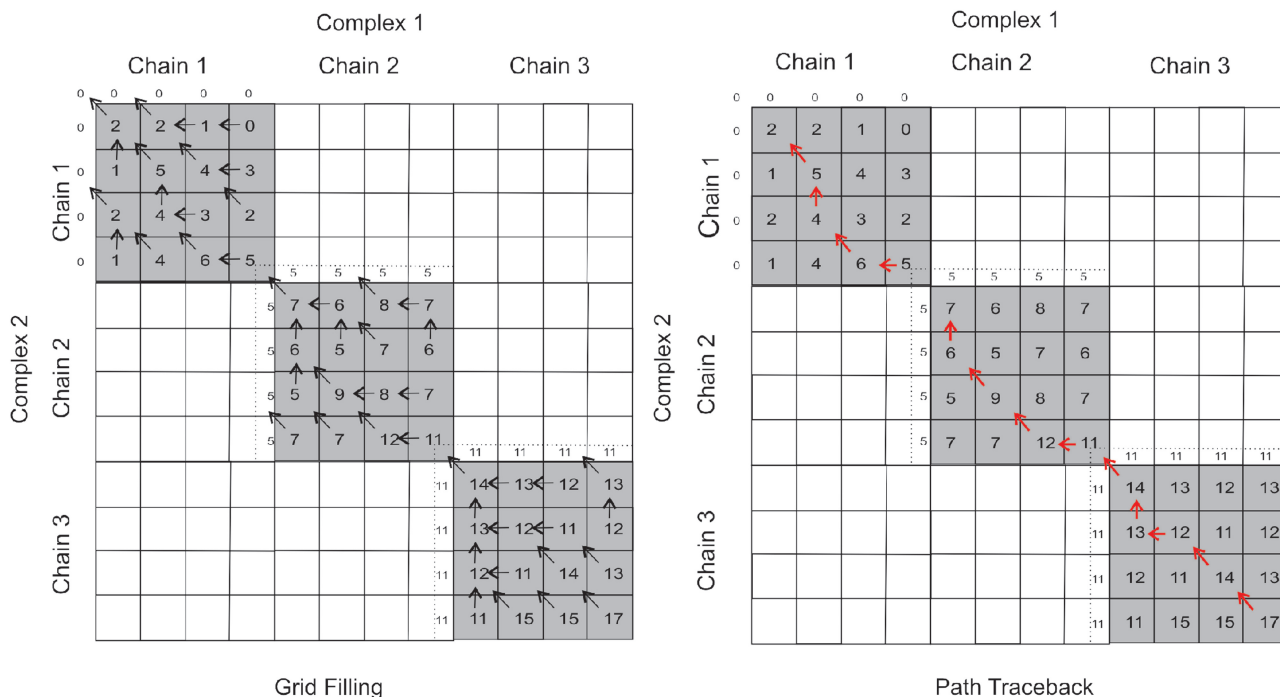 Complex 1
Chain 1 Chain 2 Chain 3
0 0 0 0 0
0 2 2 1 0
0 1 5 4 3
0 2 4 3 2
0 1 4 6 5
5 5 5 5
5 7 6 8 7
5 6 5 7 6
5 5 9 8 7
5 7 7 12 11
11 11 11 11
11 14 13 12 13
11 13 12 11 12
11 12 11 14 13
11 11 15 15 17
Complex 2
Chain 1
Chain 2
Chain 3
Grid Filling
Complex 1
Chain 1 Chain 2 Chain 3
0 0 0 0 0
0 2 2 1 0
0 1 5 4 3
0 2 4 3 2
0 1 4 6 5
5 5 5 5
5 7 6 8 7
5 6 5 7 6
5 5 9 8 7
5 7 7 12 11
11 11 11 11
11 14 13 12 13
11 13 12 11 12
11 12 11 14 13
11 11 15 15 17
Complex 2
Chain 1
Chain 2
Chain 3
Path Traceback